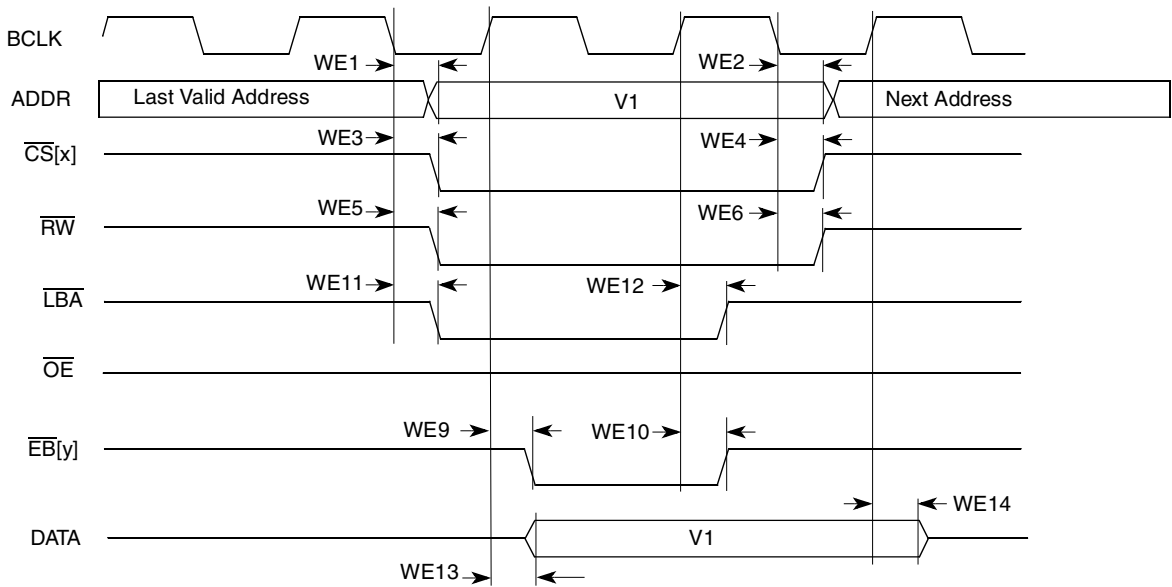 BCLK
WE1 WE2
ADDR Last Valid Address V1 Next Address
WE3 WE4
CS[x]
WE5 WE6
RW
WE11 WE12
LBA
OE
WE9 WE10
EB[y]
WE14
DATA V1
WE13